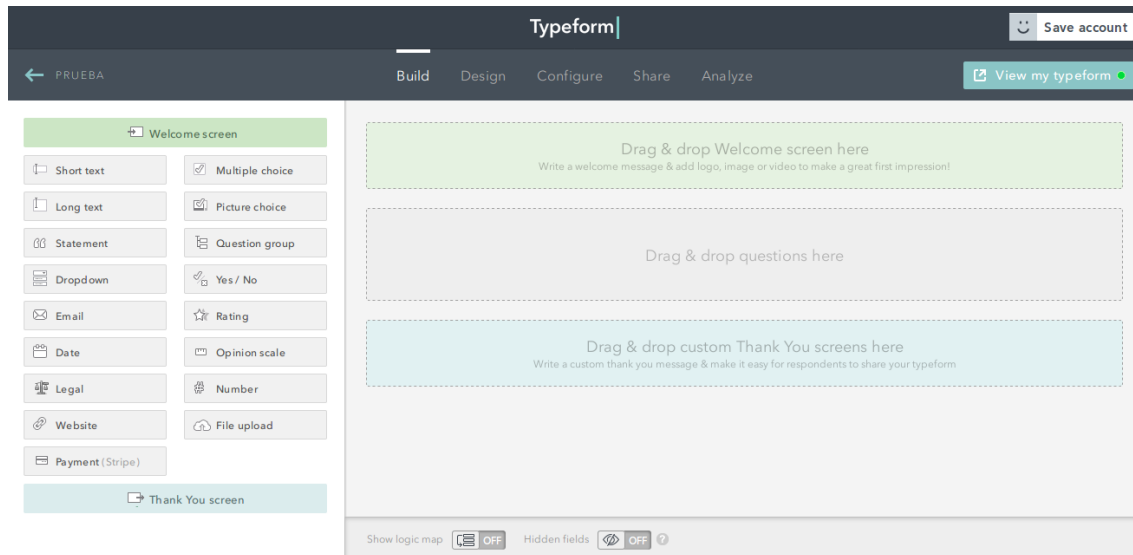 Typeform
Save account
PRUEBA
Build Design Configure Share Analyze
View my typeform
Welcome screen
Short text
Multiple choice
Long text
Picture choice
Statement
Question group
Dropdown
Yes / No
Email
Rating
Date
Opinion scale
Legal
Number
Website
File upload
Payment (Stripe)
Thank You screen
Drag & drop Welcome screen here
Write a welcome message & add logo, image or video to make a great first impression!
Drag & drop questions here
Drag & drop custom Thank You screens here
Write a custom thank you message & make it easy for respondents to share your typeform
Show logic map OFF Hidden fields OFF ?